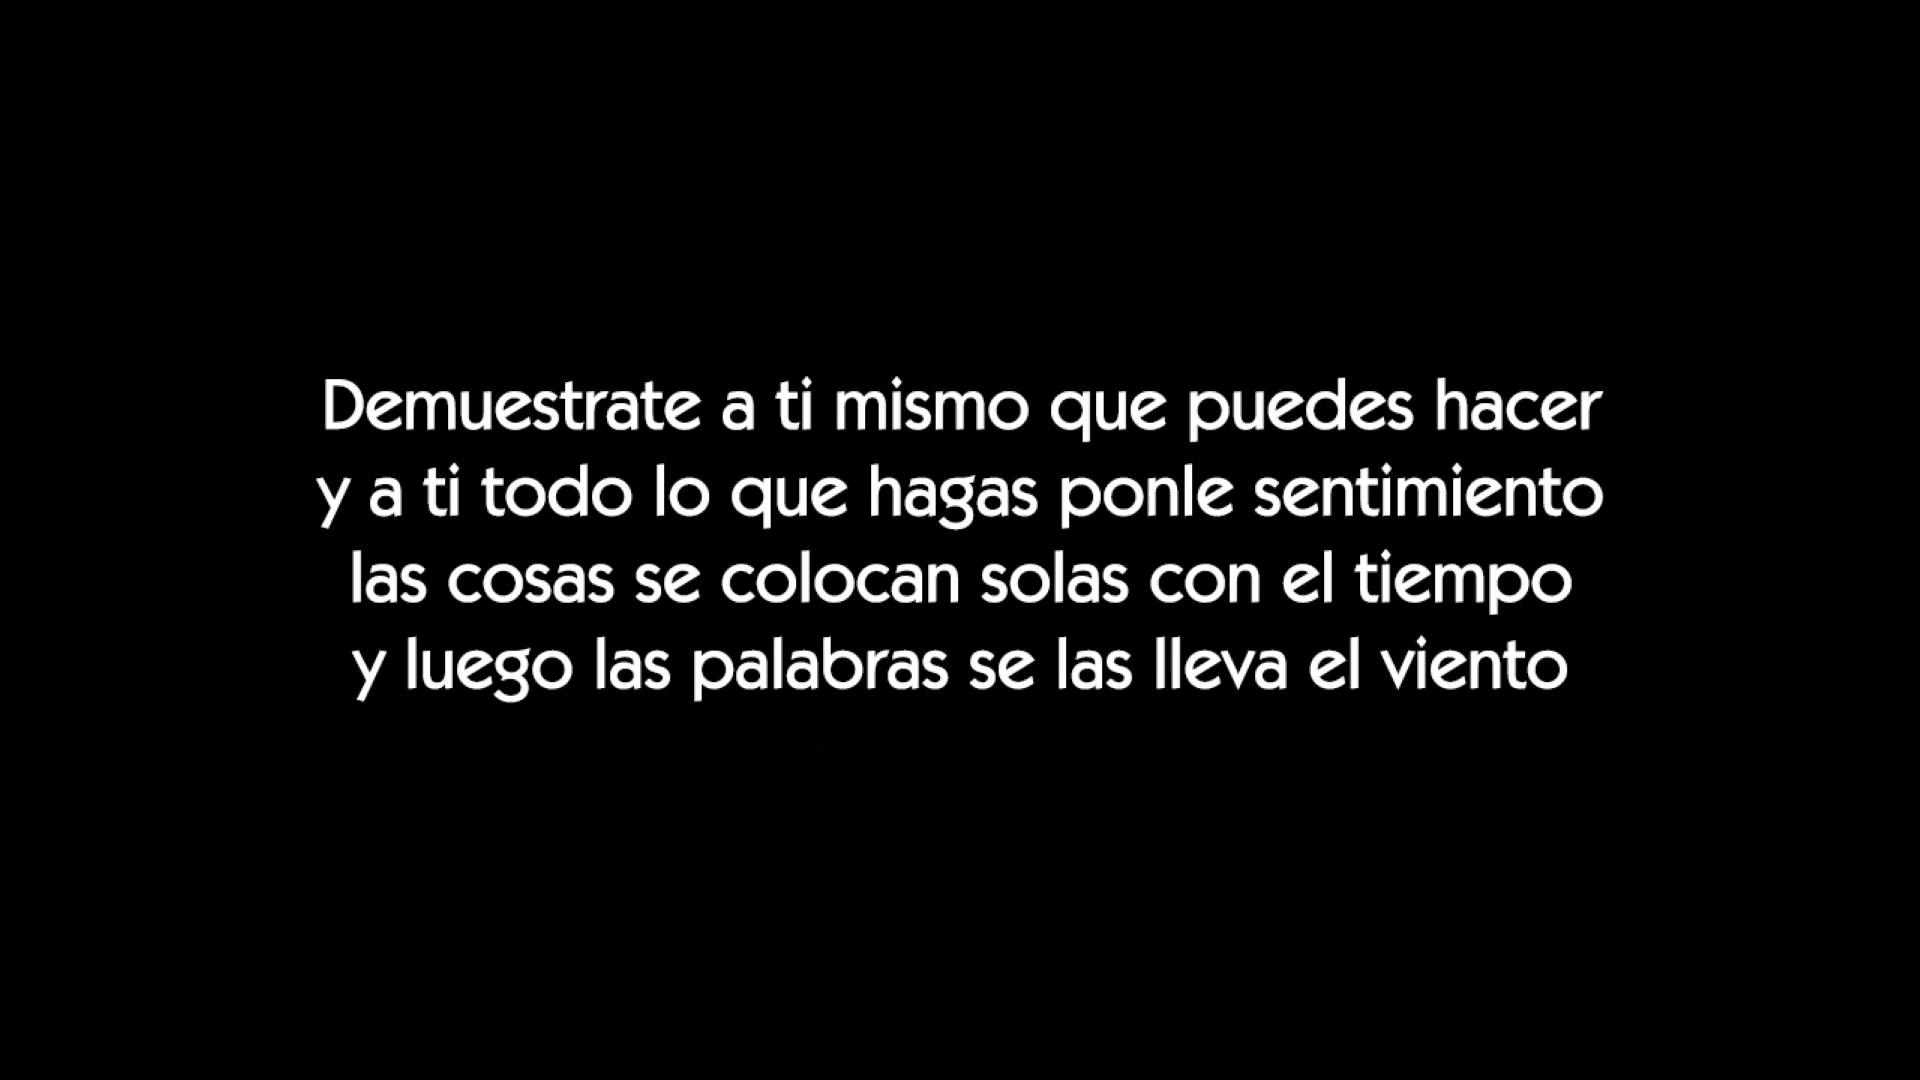 Demuestrate a ti mismo que puedes hacer
y a ti todo lo que hagas ponle sentimiento
las cosas se colocan solas con el tiempo
y luego las palabras se las lleva el viento